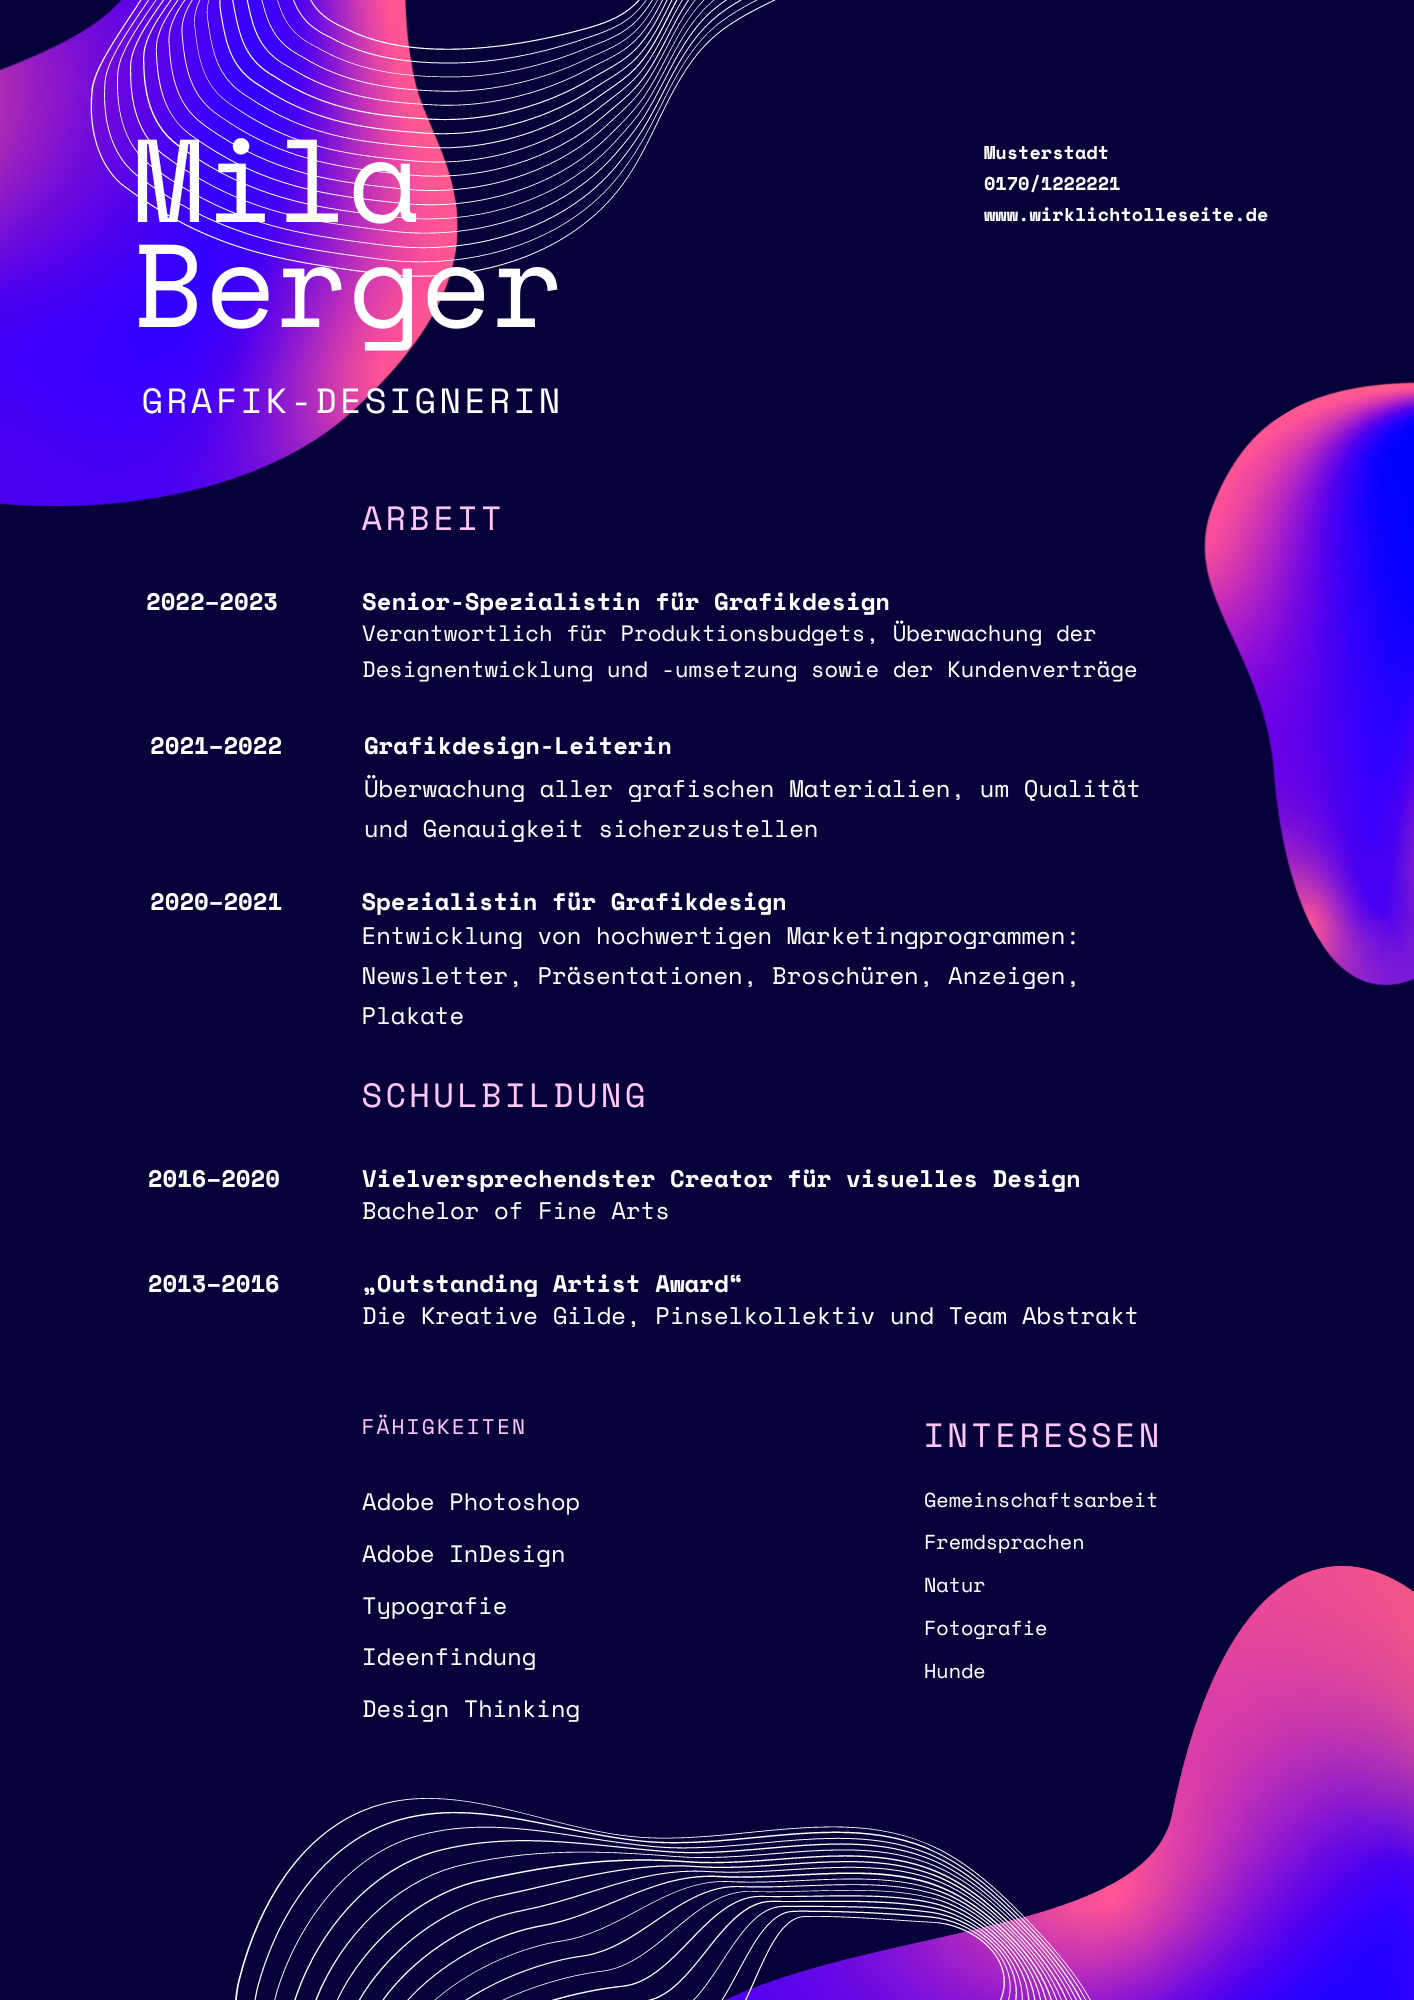 Mila
Berger
GRAFIK-DESIGNERIN
Musterstadt
0170/1222221
www.wirklichtolleseite.de
ARBEIT
2022–2023
Senior-Spezialistin für Grafikdesign
Verantwortlich für Produktionsbudgets, Überwachung der
Designentwicklung und -umsetzung sowie der Kundenverträge
2021–2022
Grafikdesign-Leiterin
Überwachung aller grafischen Materialien, um Qualität
und Genauigkeit sicherzustellen
2020–2021
Spezialistin für Grafikdesign
Entwicklung von hochwertigen Marketingprogrammen:
Newsletter, Präsentationen, Broschüren, Anzeigen,
Plakate
SCHULBILDUNG
2016–2020
Vielversprechendster Creator für visuelles Design
Bachelor of Fine Arts
2013–2016
„Outstanding Artist Award“
Die Kreative Gilde, Pinselkollektiv und Team Abstrakt
FÄHIGKEITEN
Adobe Photoshop
Adobe InDesign
Typografie
Ideenfindung
Design Thinking
INTERESSEN
Gemeinschaftsarbeit
Fremdsprachen
Natur
Fotografie
Hunde